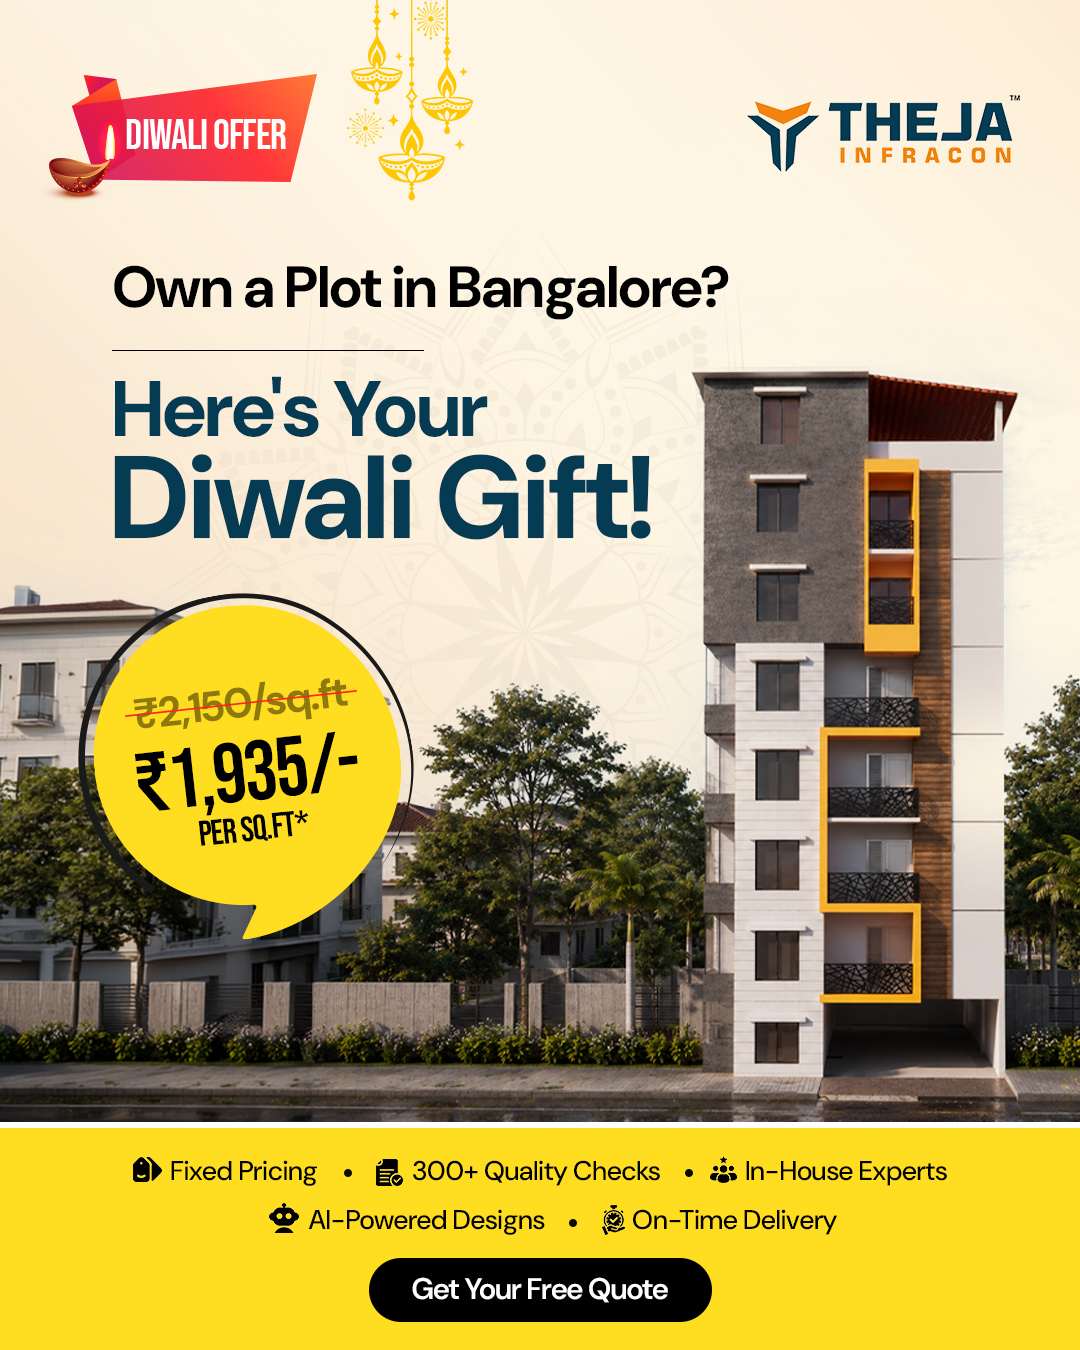 DIWALI OFFER
THEJA™
INFRACON
Own a Plot in Bangalore?
Here's Your
Diwali Gift!
₹2,150/sq.ft
₹1,935/-
PER SQ.FT*
Fixed Pricing • 300+ Quality Checks • In-House Experts
AI-Powered Designs • On-Time Delivery
Get Your Free Quote